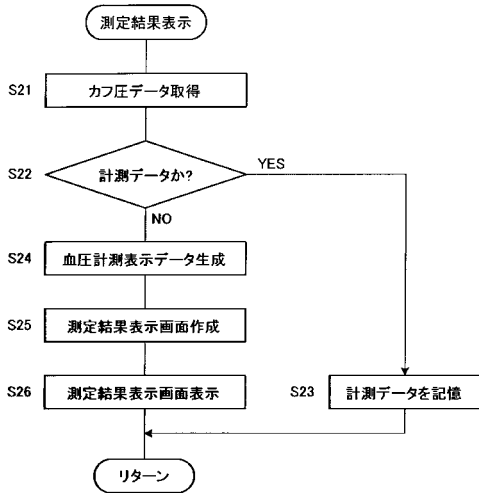 測定結果表示
S21
カフ圧データ取得
S22
計測データか?
YES
NO
S24
血圧計測表示データ生成
S25
測定結果表示画面作成
S26
測定結果表示画面表示
S23
計測データを記憶
リターン